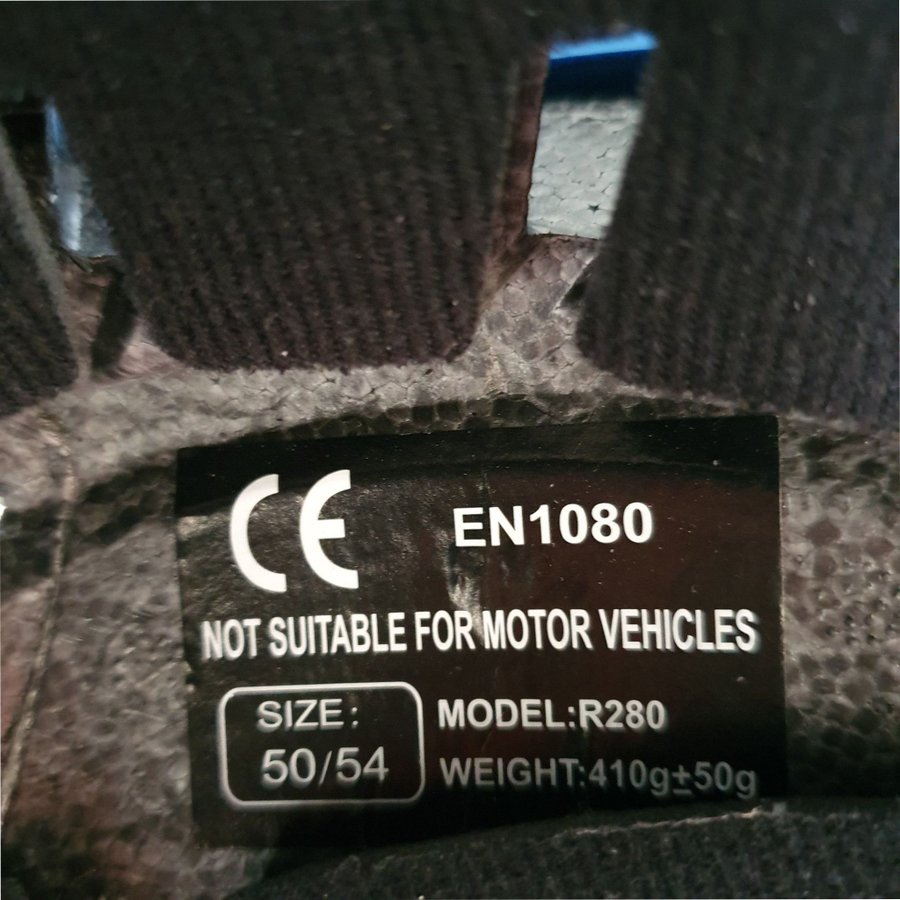 CE EN1080
NOT SUITABLE FOR MOTOR VEHICLES
SIZE: MODEL:R280
50/54 WEIGHT:410g±50g